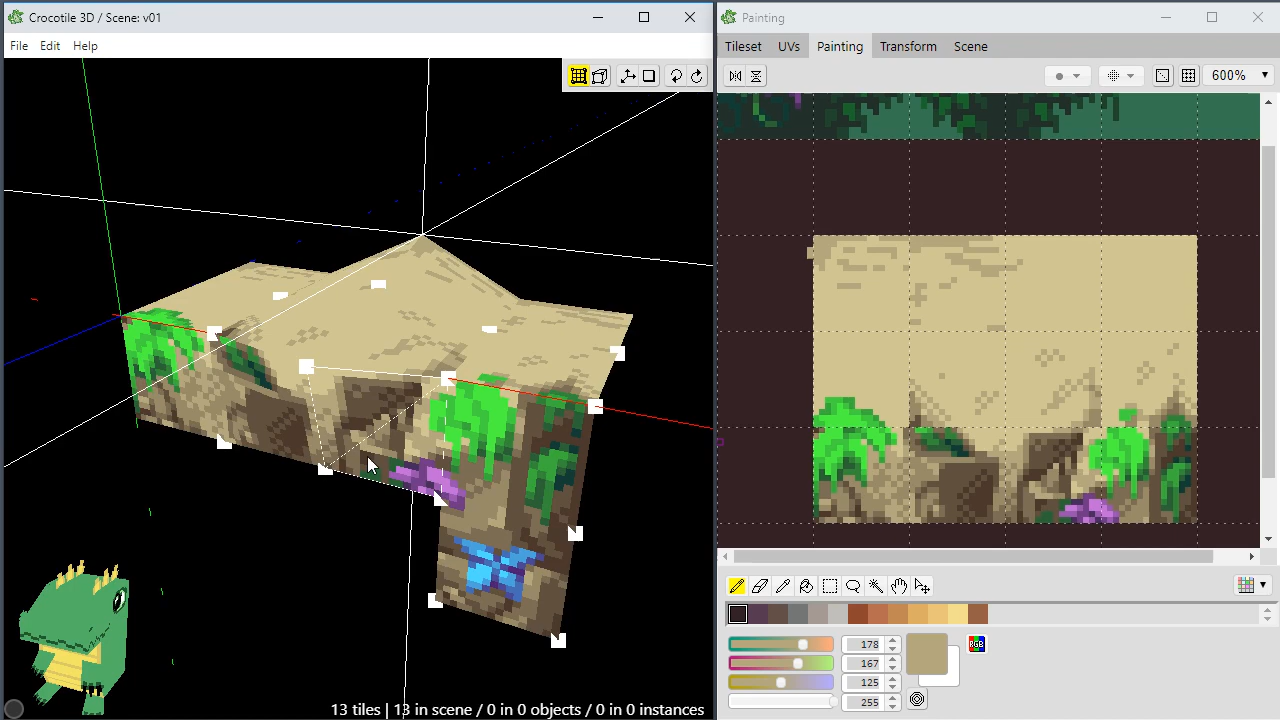 Crocotile 3D / Scene: v01
File Edit Help
13 tiles | 13 in scene / 0 in 0 objects / 0 in 0 instances
Painting
Tileset UVs Painting Transform Scene
600%
178
167
125
255
RGB